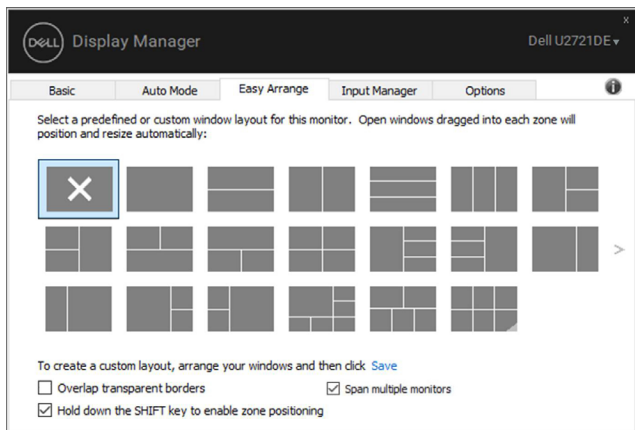 DELL Display Manager
x
Dell U2721DE
Basic Auto Mode Easy Arrange Input Manager Options
Select a predefined or custom window layout for this monitor. Open windows dragged into each zone will
position and resize automatically:
To create a custom layout, arrange your windows and then click Save
Overlap transparent borders
Span multiple monitors
Hold down the SHIFT key to enable zone positioning